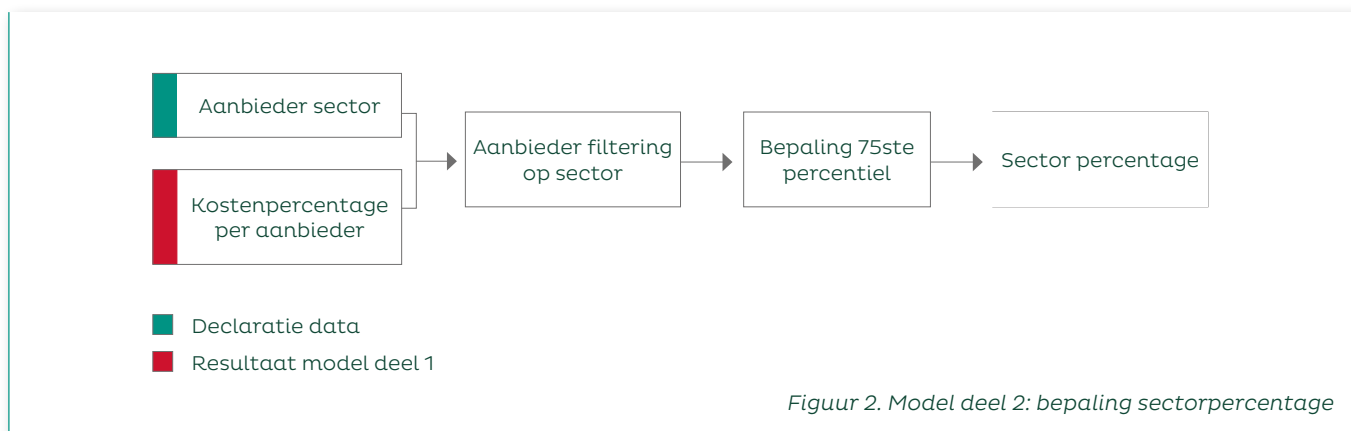 Aanbieder sector
Kostenpercentage
per aanbieder
Aanbieder filtering
op sector
Bepaling 75ste
percentiel
Sector percentage
Declaratie data
Resultaat model deel 1
Figuur 2. Model deel 2: bepaling sectorpercentage